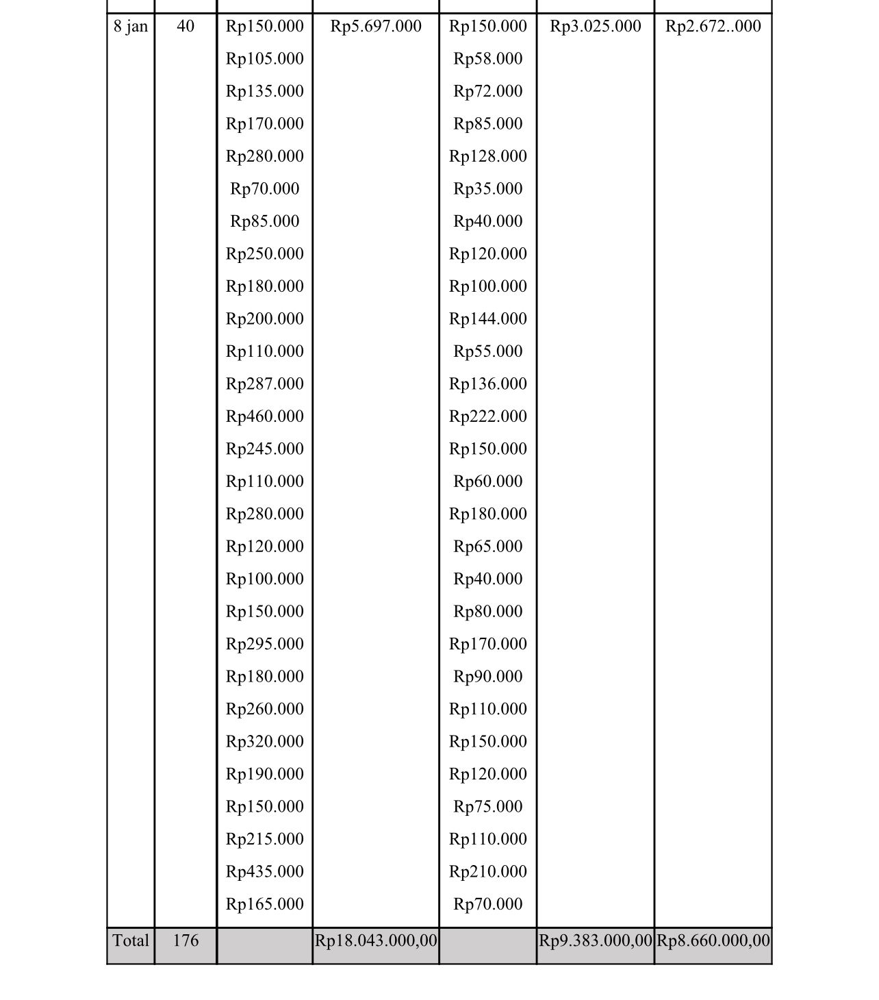 8 jan 40 Rp150.000 Rp5.697.000 Rp150.000 Rp3.025.000 Rp2.672..000
Rp105.000 Rp58.000
Rp135.000 Rp72.000
Rp170.000 Rp85.000
Rp280.000 Rp128.000
Rp70.000 Rp35.000
Rp85.000 Rp40.000
Rp250.000 Rp120.000
Rp180.000 Rp100.000
Rp200.000 Rp144.000
Rp110.000 Rp55.000
Rp287.000 Rp136.000
Rp460.000 Rp222.000
Rp245.000 Rp150.000
Rp110.000 Rp60.000
Rp280.000 Rp180.000
Rp120.000 Rp65.000
Rp100.000 Rp40.000
Rp150.000 Rp80.000
Rp295.000 Rp170.000
Rp180.000 Rp90.000
Rp260.000 Rp110.000
Rp320.000 Rp150.000
Rp190.000 Rp120.000
Rp150.000 Rp75.000
Rp215.000 Rp110.000
Rp435.000 Rp210.000
Rp165.000 Rp70.000
Total 176 Rp18.043.000,00 Rp9.383.000,00 Rp8.660.000,00